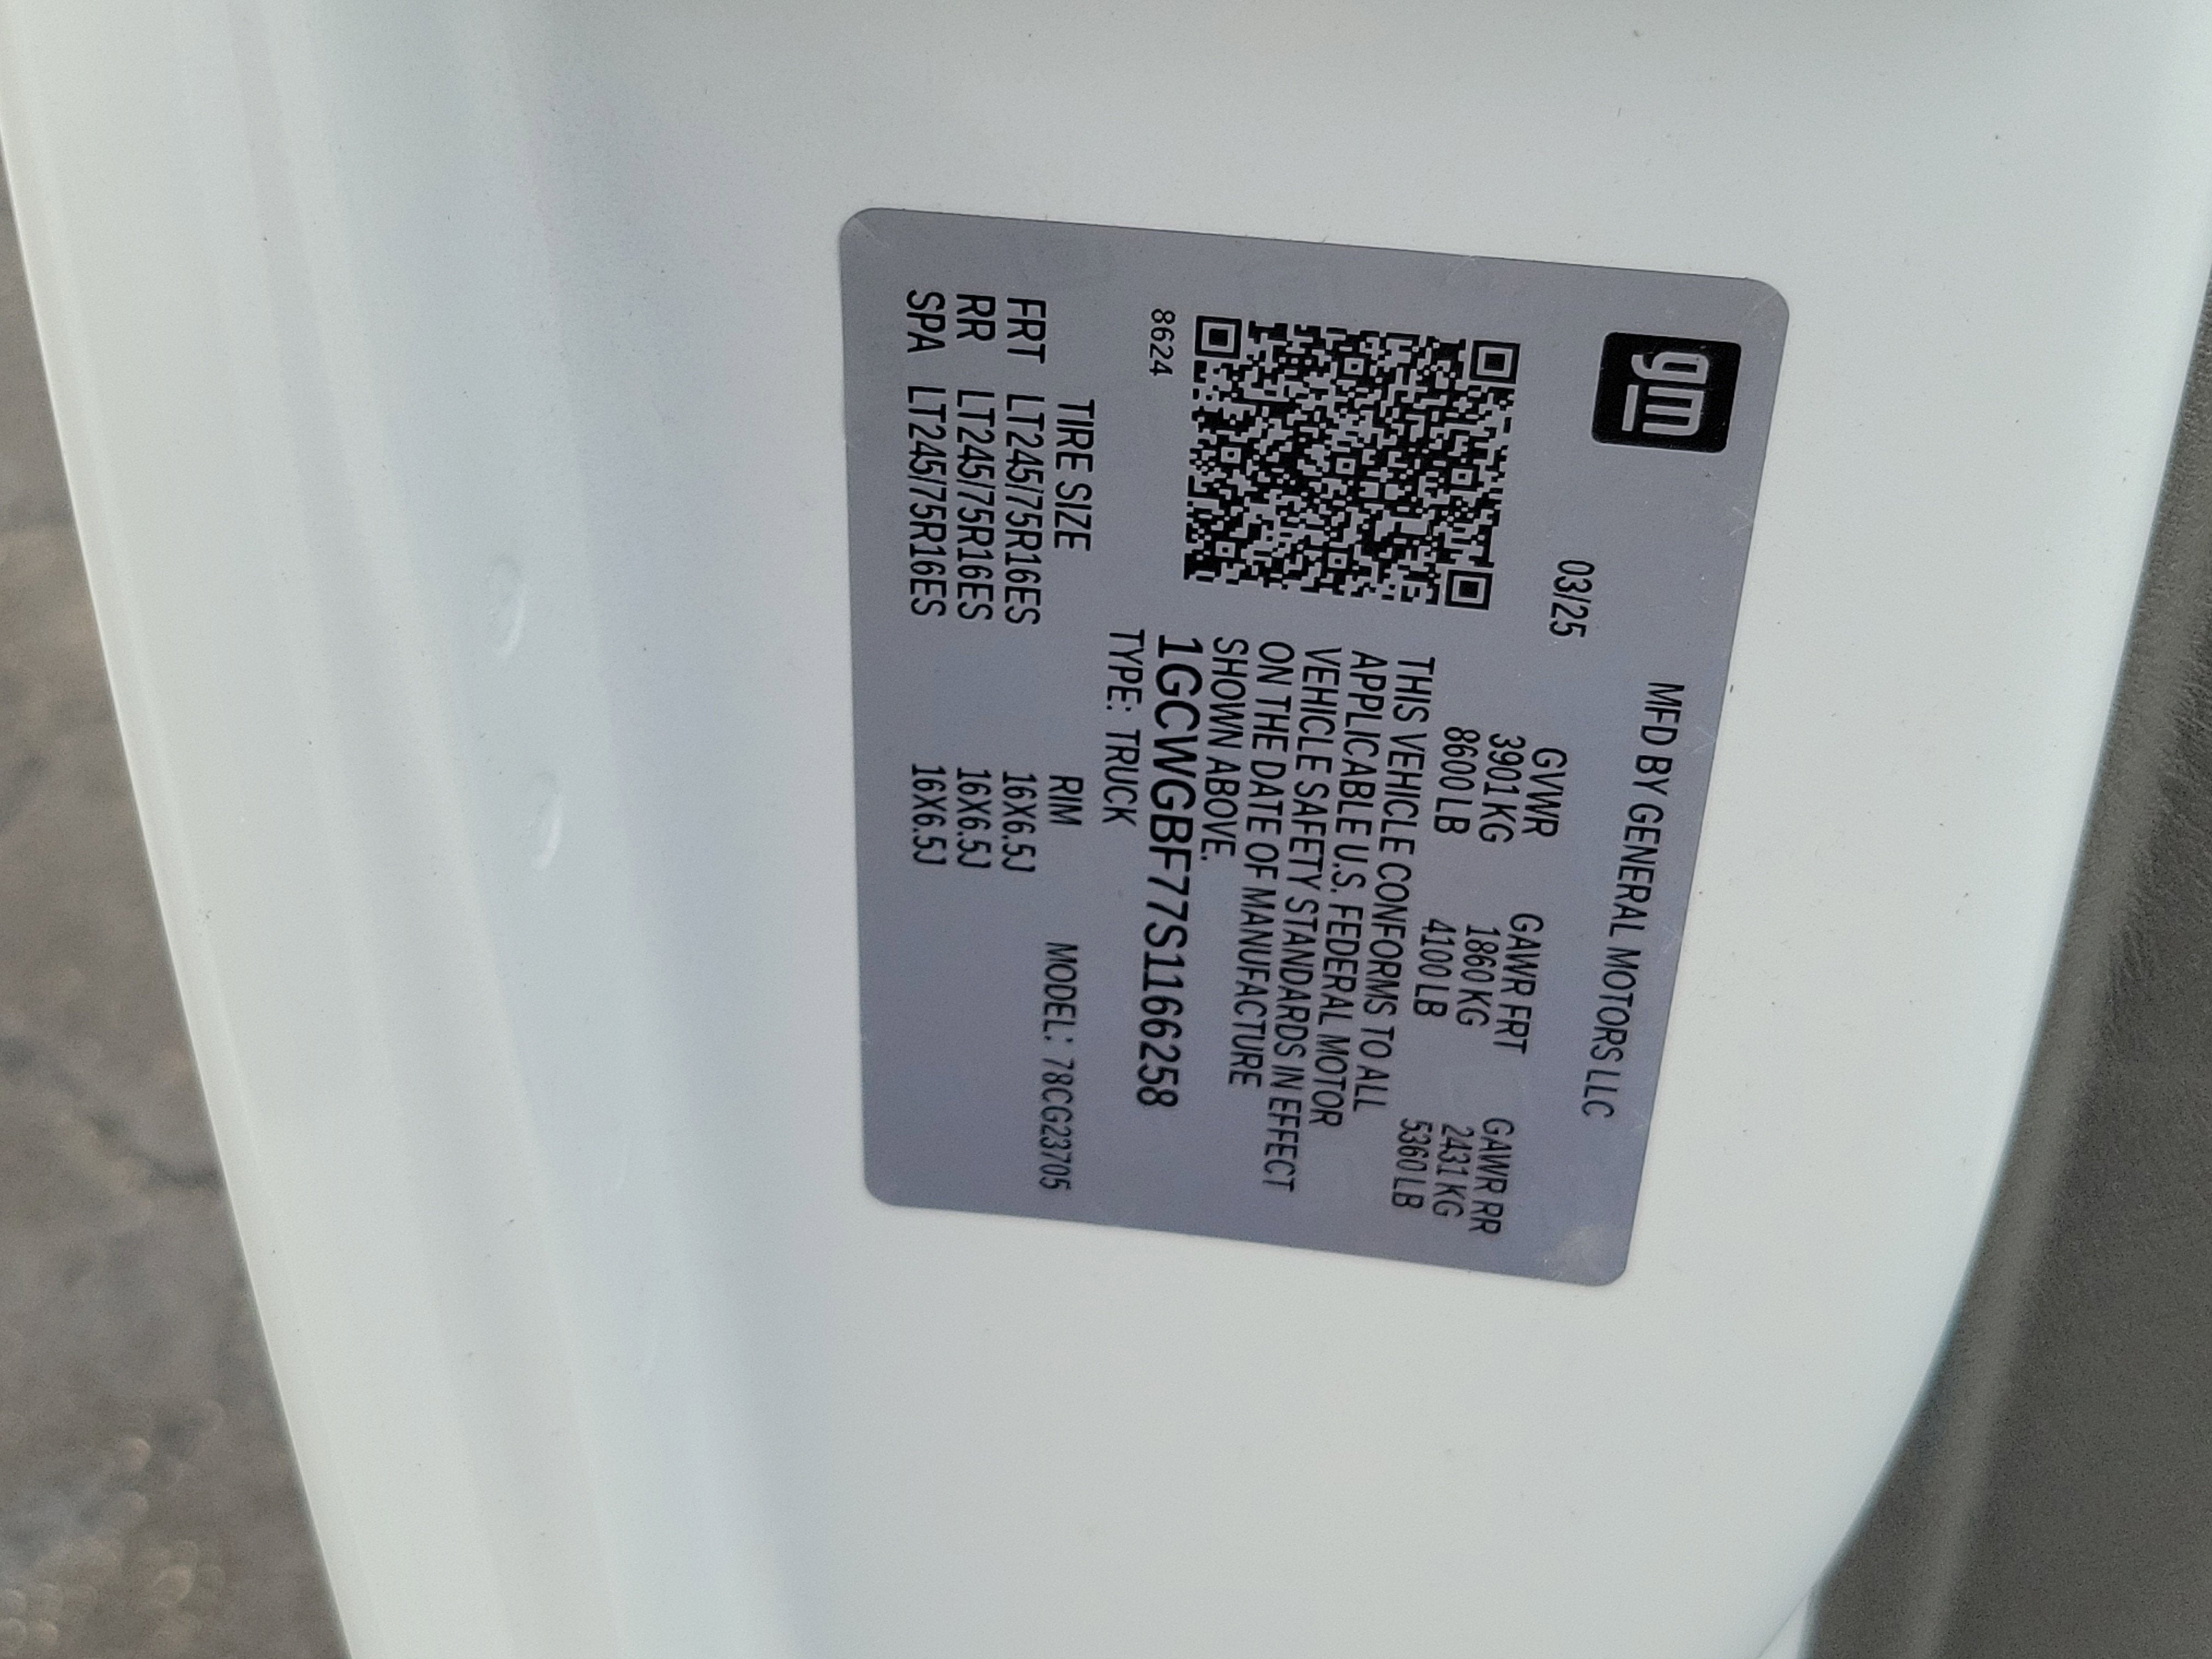 gm
MFD BY GENERAL MOTORS LLC
03/25
GVWR GAWR FRT GAWR RR
3901 KG 1860 KG 2431 KG
8600 LB 4100 LB 5360 LB
THIS VEHICLE CONFORMS TO ALL
APPLICABLE U.S. FEDERAL MOTOR
VEHICLE SAFETY STANDARDS IN EFFECT
ON THE DATE OF MANUFACTURE
SHOWN ABOVE.
8624
1GCWGBF77S1166258
TYPE: TRUCK
TIRE SIZE RIM MODEL: 78CG23705
FRT LT245/75R16ES 16X6.5J
RR LT245/75R16ES 16X6.5J
SPA LT245/75R16ES 16X6.5J